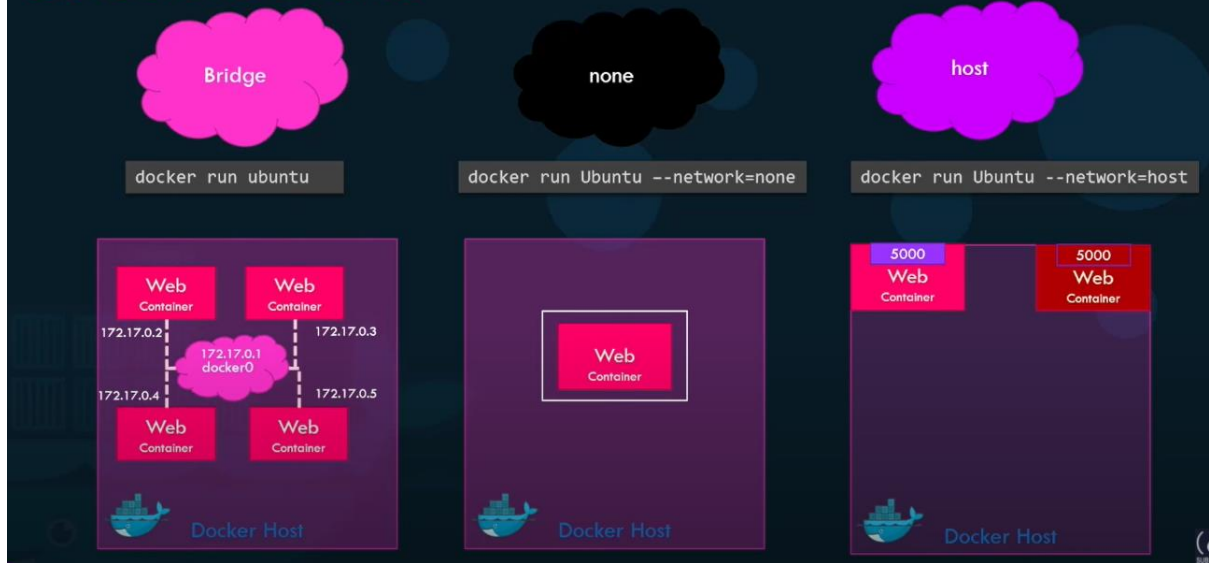 Bridge
none
host
docker run ubuntu
docker run Ubuntu --network=none
docker run Ubuntu --network=host
Web
Container
Web
Container
172.17.0.2
172.17.0.3
172.17.0.1
docker0
172.17.0.4
172.17.0.5
Web
Container
Web
Container
Docker Host
Web
Container
Docker Host
5000
Web
Container
5000
Web
Container
Docker Host